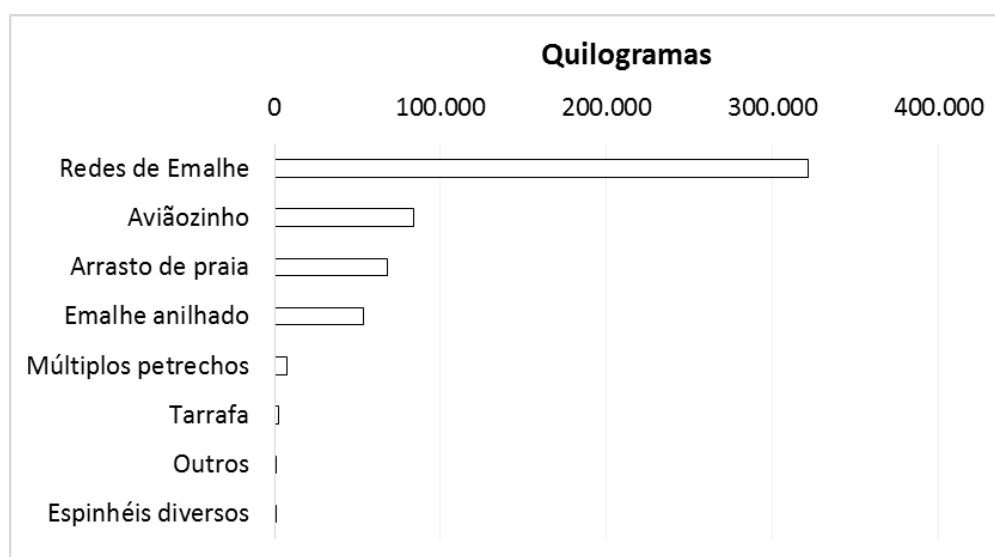 Quilogramas
0 100.000 200.000 300.000 400.000
Redes de Emalhe
Aviãozinho
Arrasto de praia
Emalhe anilhado
Múltiplos petrechos
Tarrafa
Outros
Espinhéis diversos